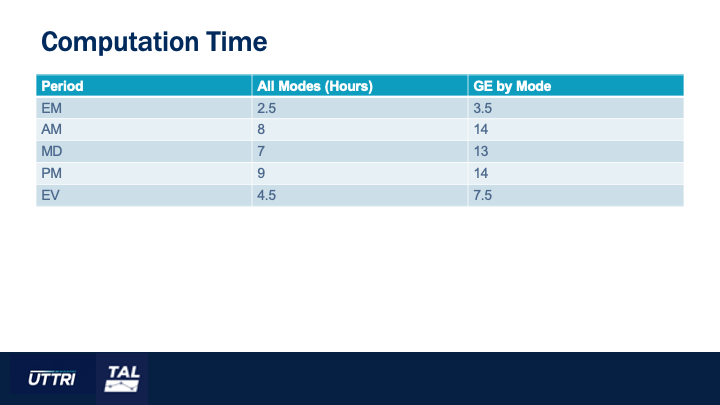 Computation Time
Period All Modes (Hours) GE by Mode
EM 2.5 3.5
AM 8 14
MD 7 13
PM 9 14
EV 4.5 7.5
UTTRI TAL